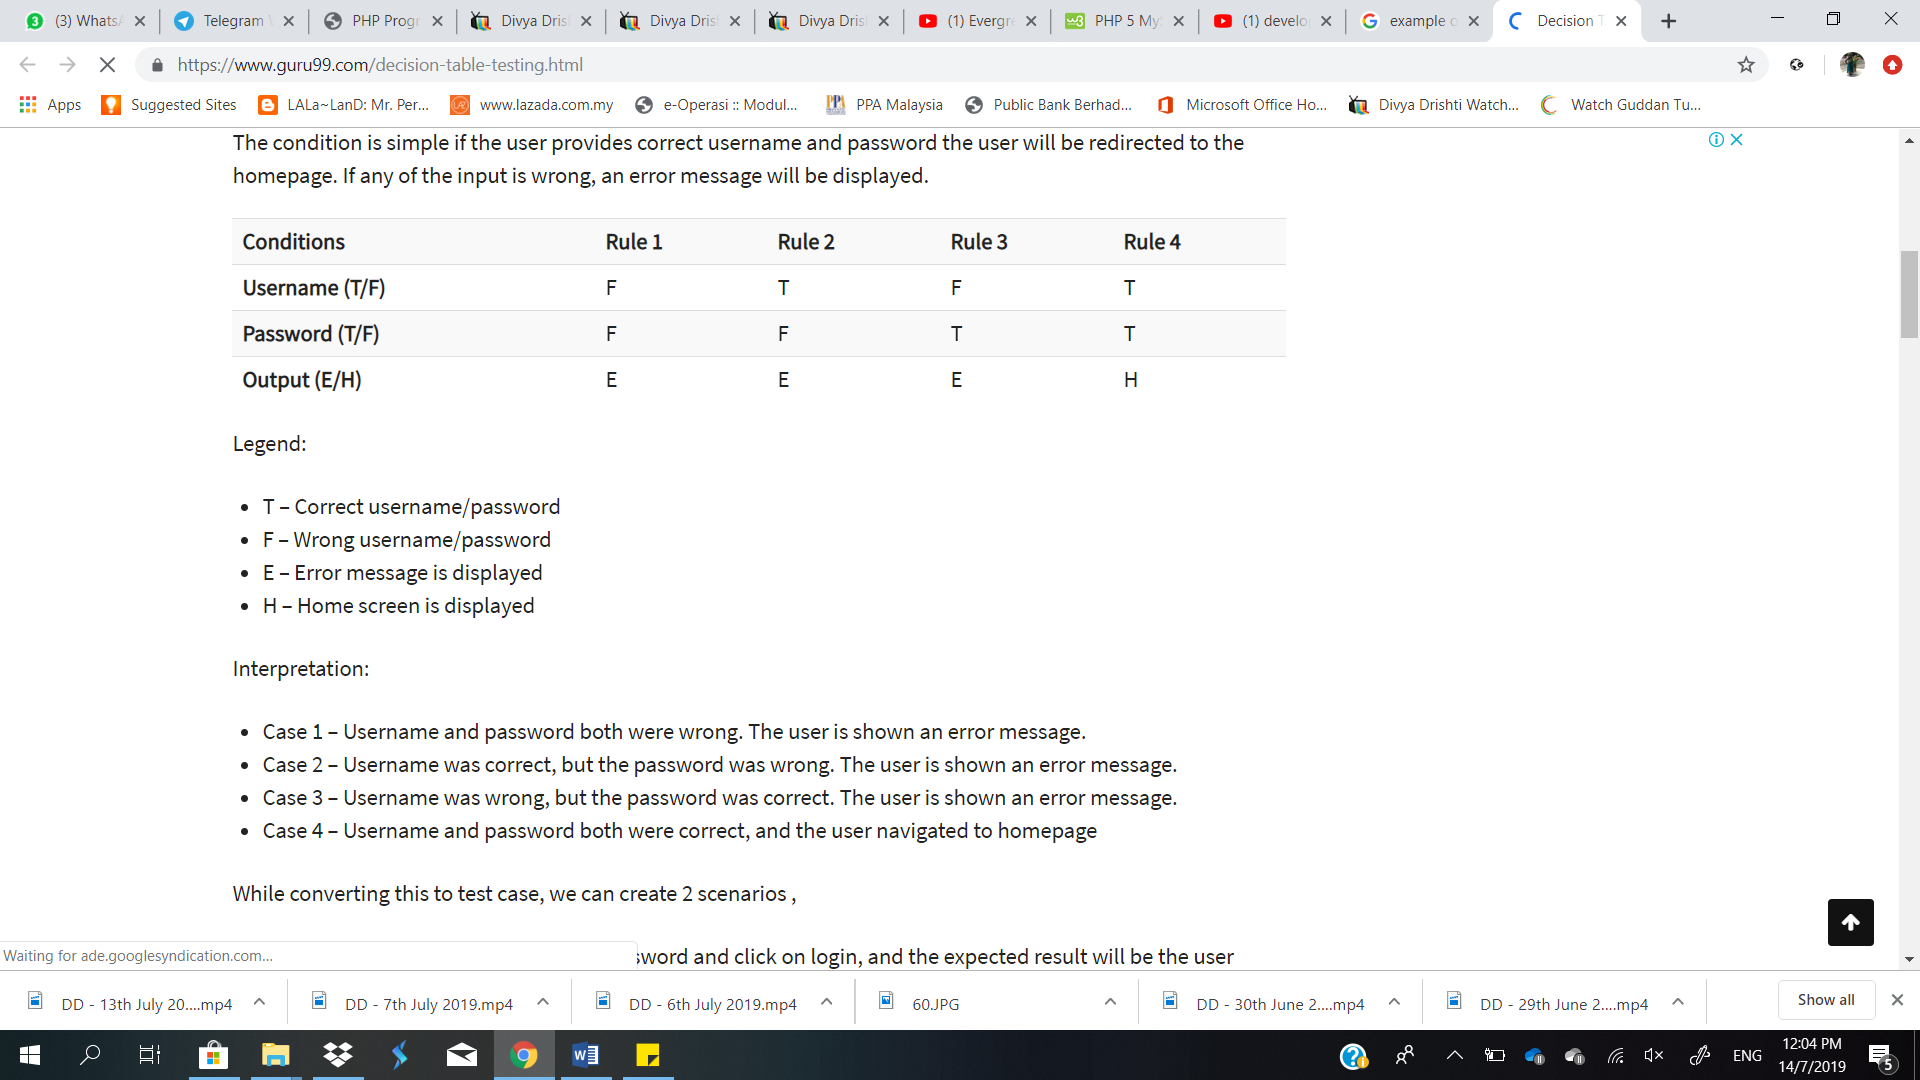 (3) Whats
Telegram
PHP Prog
Divya Dris
Divya Dris
Divya Dris
(1) Evergr
PHP 5 My
(1) develo
example o
Decision T
https://www.guru99.com/decision-table-testing.html
Apps
Suggested Sites
LALa~LanD: Mr. Per...
www.lazada.com.my
e-Operasi :: Modul...
PPA Malaysia
Public Bank Berhad...
Microsoft Office Ho...
Divya Drishti Watch...
Watch Guddan Tu...
The condition is simple if the user provides correct username and password the user will be redirected to the
homepage. If any of the input is wrong, an error message will be displayed.
Conditions Rule 1 Rule 2 Rule 3 Rule 4
Username (T/F) F T F T
Password (T/F) F F T T
Output (E/H) E E E H
Legend:
• T – Correct username/password
• F – Wrong username/password
• E – Error message is displayed
• H – Home screen is displayed
Interpretation:
• Case 1 – Username and password both were wrong. The user is shown an error message.
• Case 2 – Username was correct, but the password was wrong. The user is shown an error message.
• Case 3 – Username was wrong, but the password was correct. The user is shown an error message.
• Case 4 – Username and password both were correct, and the user navigated to homepage
While converting this to test case, we can create 2 scenarios ,
sword and click on login, and the expected result will be the user
Waiting for ade.googlesyndication.com...
DD - 13th July 20....mp4
DD - 7th July 2019.mp4
DD - 6th July 2019.mp4
60.JPG
DD - 30th June 2....mp4
DD - 29th June 2....mp4
Show all
ENG
12:04 PM
14/7/2019
5